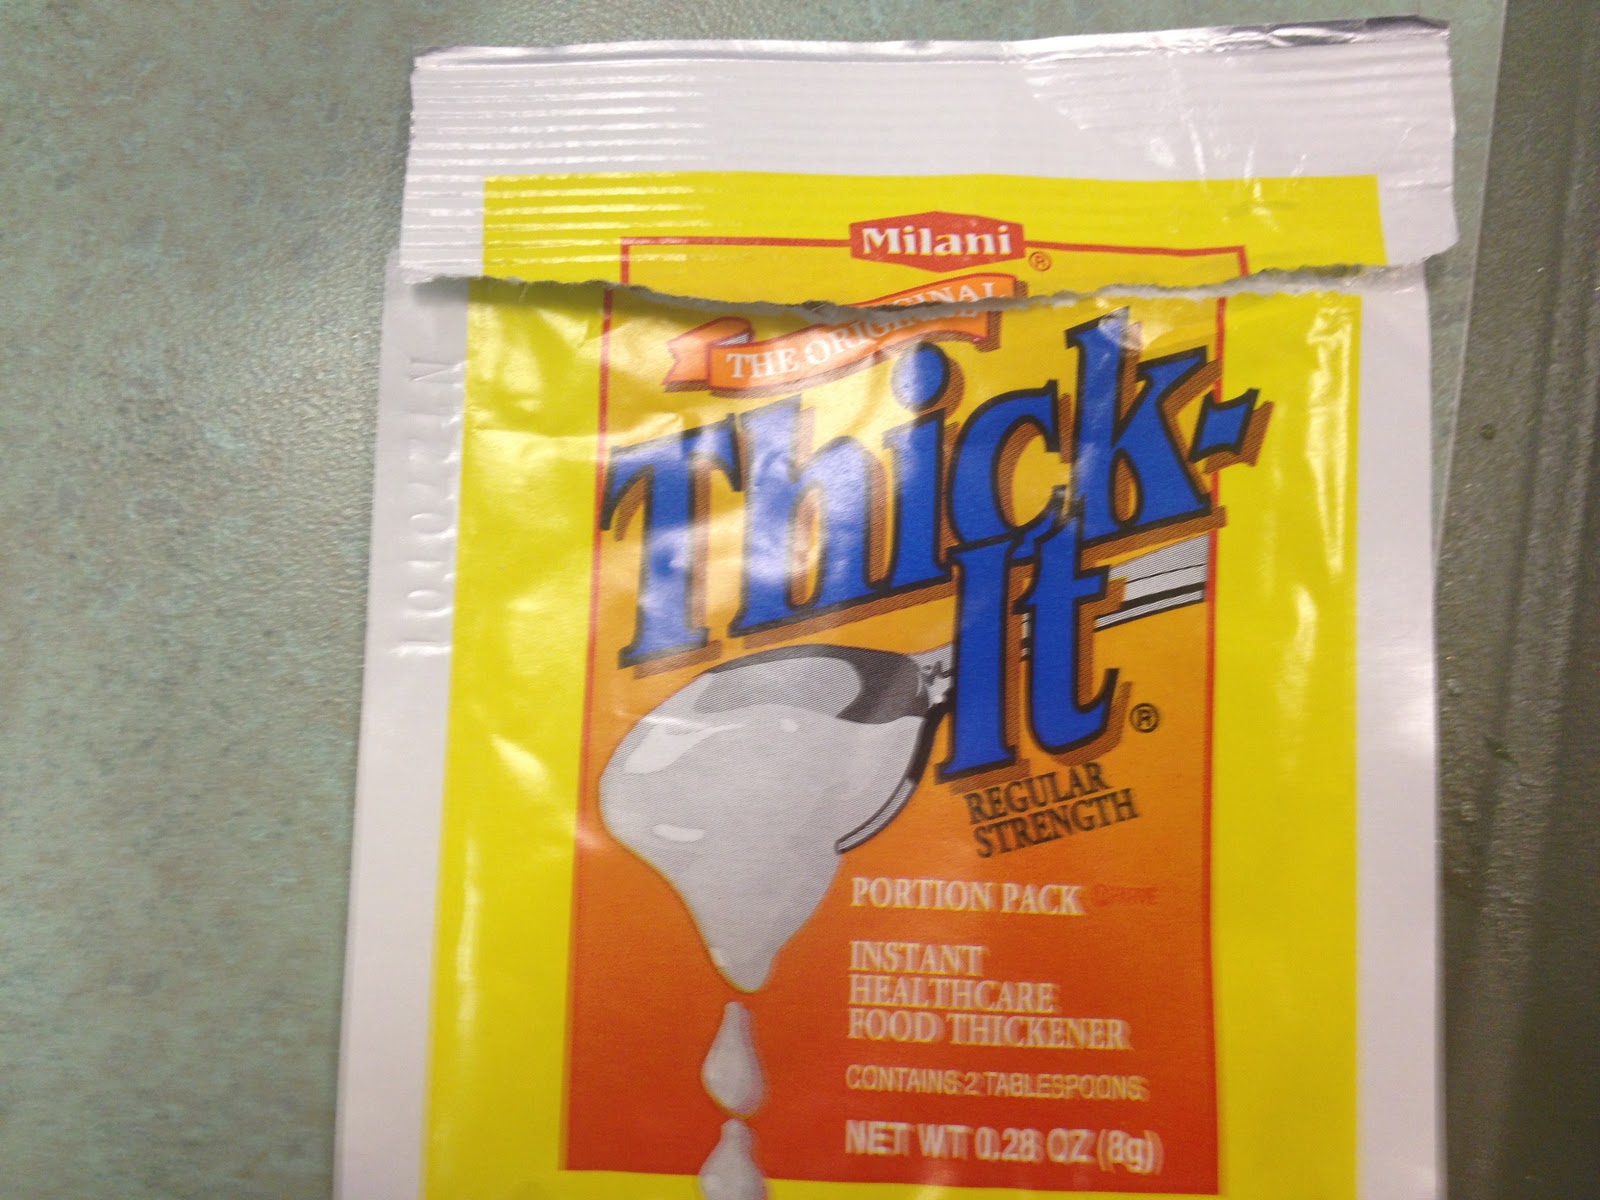 Milani®
THE ORIGINAL
Thick-
It®
REGULAR
STRENGTH
PORTION PACK
INSTANT
HEALTHCARE
FOOD THICKENER
CONTAINS 2 TABLESPOONS
NET WT 0.28 OZ (8g)